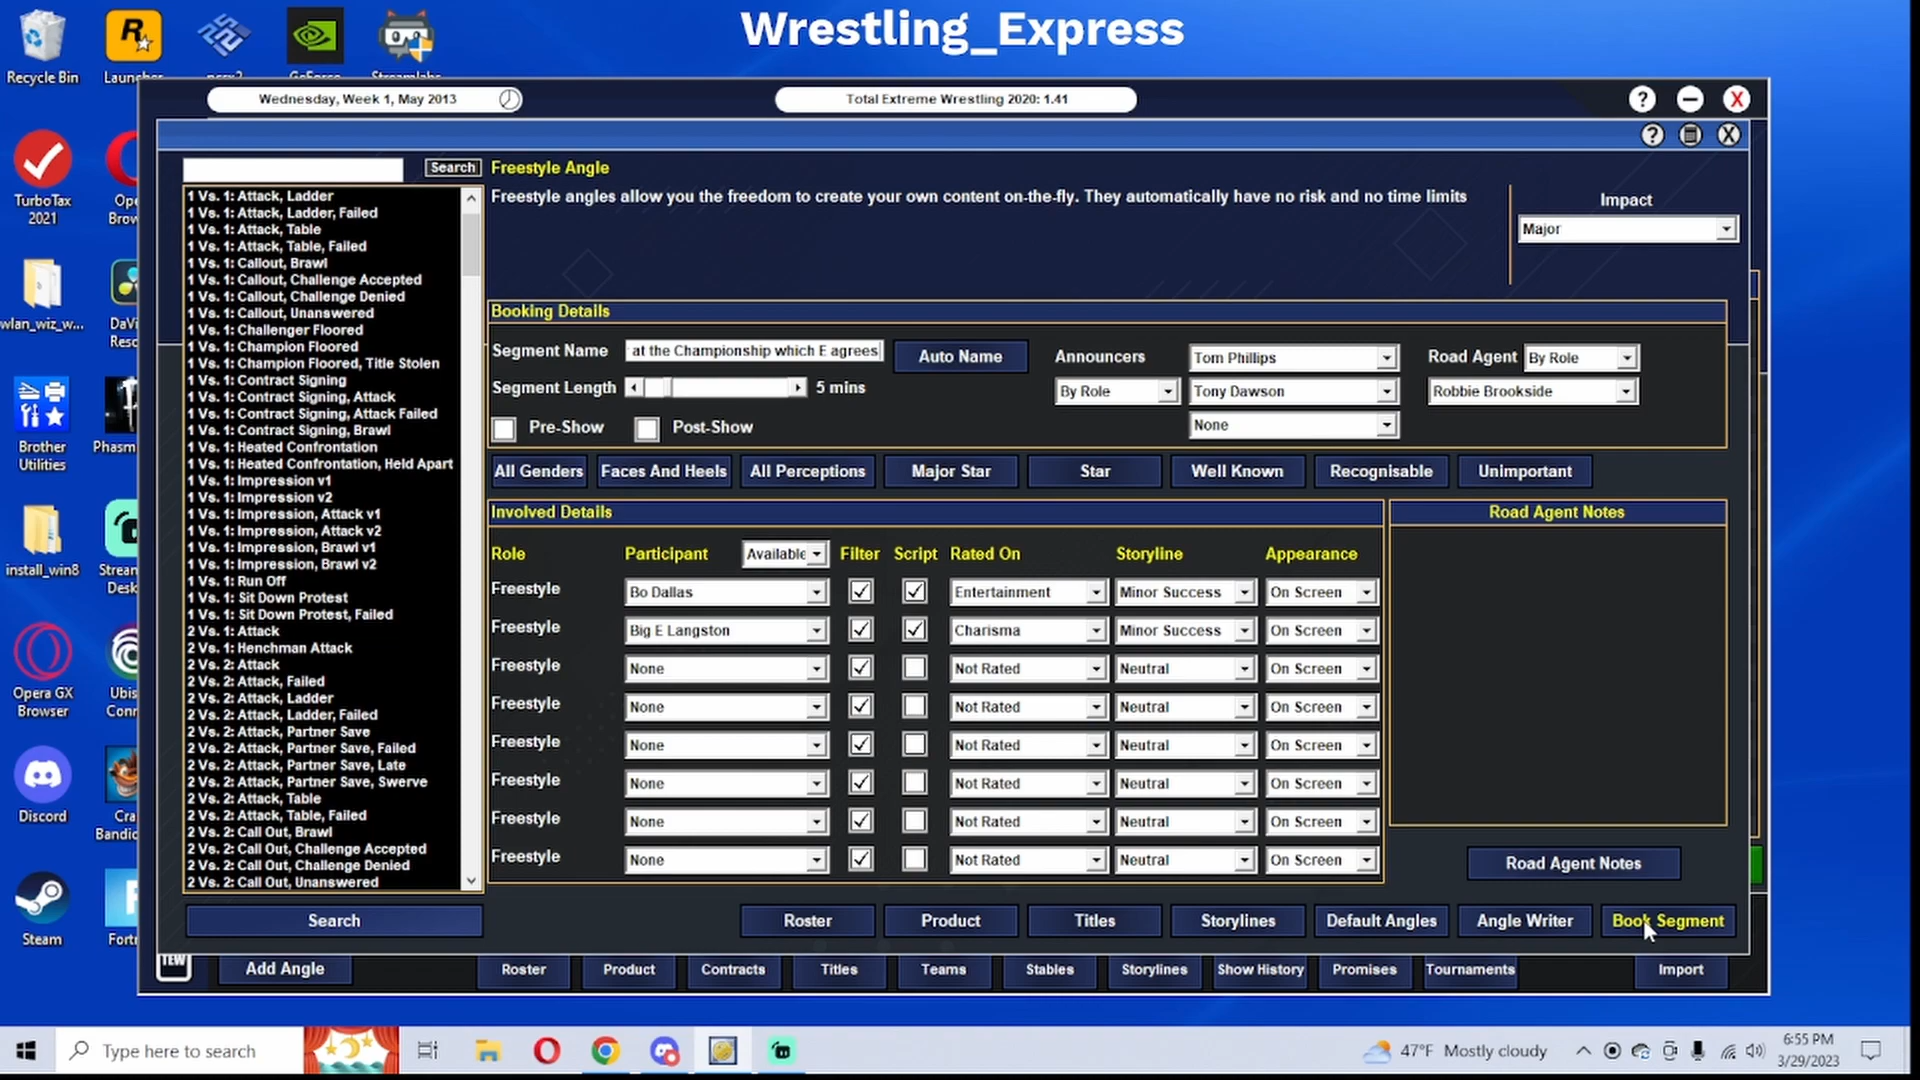 Wrestling_Express
Recycle Bin
Launcher
pcsx2
GeForce
Streamlabs
TurboTax
2021
Ope
Brow
wlan_wiz_w...
DaVi
Reso
Brother
Utilities
Phasm
install_win8
Stream
Desk
Opera GX
Browser
Ubis
Conn
Discord
Cra
Bandic
Steam
Fortn
Wednesday, Week 1, May 2013
Total Extreme Wrestling 2020: 1.41
? X
? X
Search
1 Vs. 1: Attack, Ladder
1 Vs. 1: Attack, Ladder, Failed
1 Vs. 1: Attack, Table
1 Vs. 1: Attack, Table, Failed
1 Vs. 1: Callout, Brawl
1 Vs. 1: Callout, Challenge Accepted
1 Vs. 1: Callout, Challenge Denied
1 Vs. 1: Callout, Unanswered
1 Vs. 1: Challenger Floored
1 Vs. 1: Champion Floored
1 Vs. 1: Champion Floored, Title Stolen
1 Vs. 1: Contract Signing
1 Vs. 1: Contract Signing, Attack
1 Vs. 1: Contract Signing, Attack Failed
1 Vs. 1: Contract Signing, Brawl
1 Vs. 1: Heated Confrontation
1 Vs. 1: Heated Confrontation, Held Apart
1 Vs. 1: Impression v1
1 Vs. 1: Impression v2
1 Vs. 1: Impression, Attack v1
1 Vs. 1: Impression, Attack v2
1 Vs. 1: Impression, Brawl v1
1 Vs. 1: Impression, Brawl v2
1 Vs. 1: Run Off
1 Vs. 1: Sit Down Protest
1 Vs. 1: Sit Down Protest, Failed
2 Vs. 1: Attack
2 Vs. 1: Henchman Attack
2 Vs. 2: Attack
2 Vs. 2: Attack, Failed
2 Vs. 2: Attack, Ladder
2 Vs. 2: Attack, Ladder, Failed
2 Vs. 2: Attack, Partner Save
2 Vs. 2: Attack, Partner Save, Failed
2 Vs. 2: Attack, Partner Save, Late
2 Vs. 2: Attack, Partner Save, Swerve
2 Vs. 2: Attack, Table
2 Vs. 2: Attack, Table, Failed
2 Vs. 2: Call Out, Brawl
2 Vs. 2: Call Out, Challenge Accepted
2 Vs. 2: Call Out, Challenge Denied
2 Vs. 2: Call Out, Unanswered
Search
Freestyle Angle
Freestyle angles allow you the freedom to create your own content on-the-fly. They automatically have no risk and no time limits
Impact
Major
Booking Details
Segment Name at the Championship which E agrees Auto Name
Segment Length 5 mins
Pre-Show Post-Show
Announcers Tom Phillips
By Role Tony Dawson
None
Road Agent By Role
Robbie Brookside
All Genders Faces And Heels All Perceptions Major Star Star Well Known Recognisable Unimportant
Involved Details
Road Agent Notes
Role Participant Available Filter Script Rated On Storyline Appearance
Freestyle Bo Dallas Entertainment Minor Success On Screen
Freestyle Big E Langston Charisma Minor Success On Screen
Freestyle None Not Rated Neutral On Screen
Freestyle None Not Rated Neutral On Screen
Freestyle None Not Rated Neutral On Screen
Freestyle None Not Rated Neutral On Screen
Freestyle None Not Rated Neutral On Screen
Freestyle None Not Rated Neutral On Screen
Road Agent Notes
Roster Product Titles Storylines Default Angles Angle Writer Book Segment
TEW Add Angle Roster Product Contracts Titles Teams Stables Storylines Show History Promises Tournaments Import
Type here to search
47°F Mostly cloudy
6:55 PM
3/29/2023